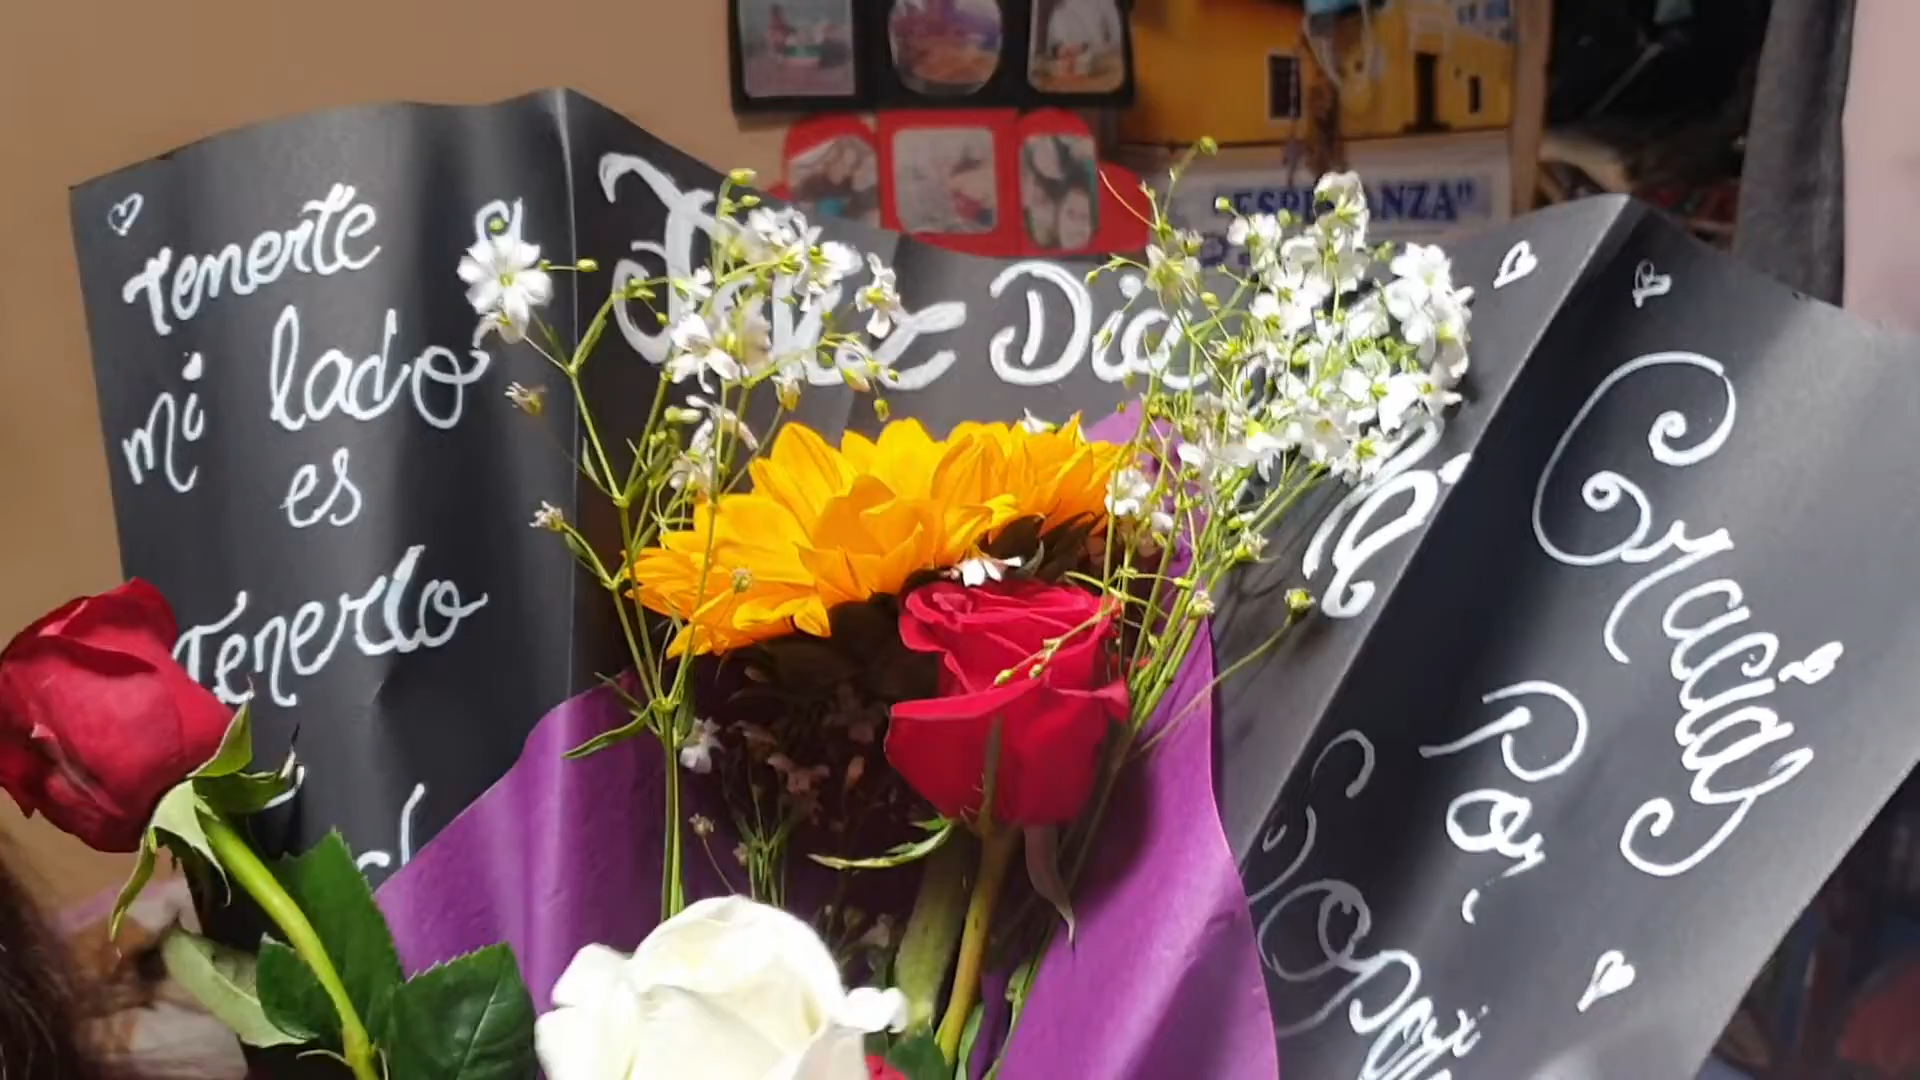 Tenerte
mi lado
es
Tenerlo
Feliz Dia
Gracias
Por
"ESPERANZA"